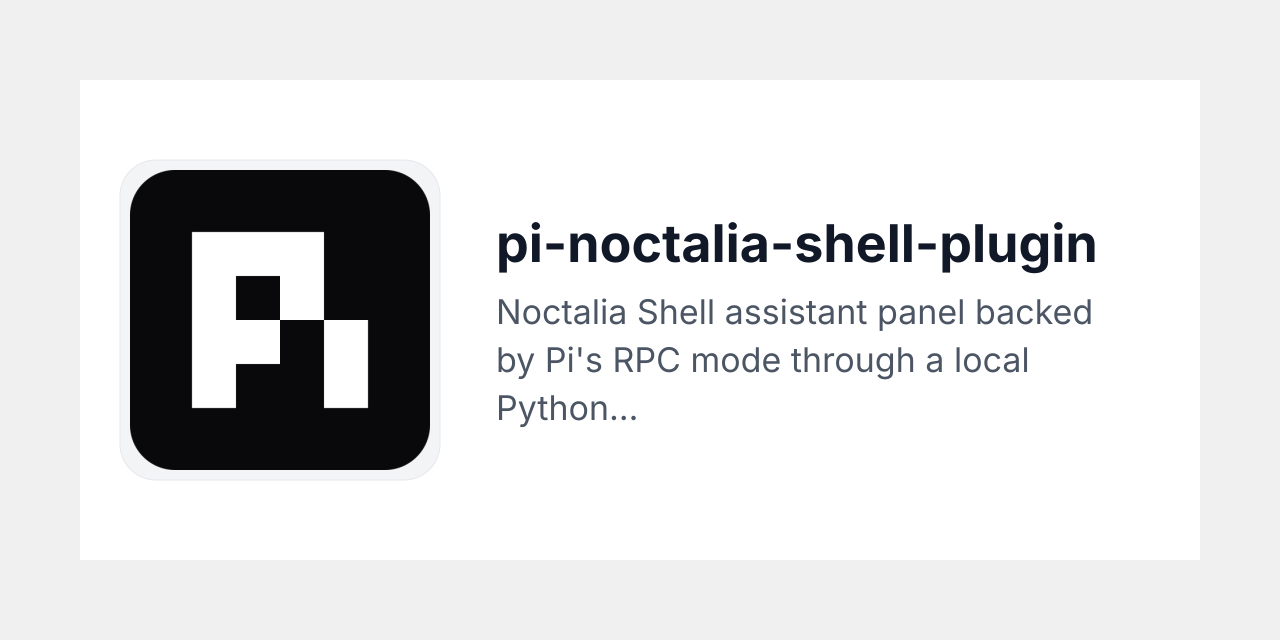 pi-noctalia-shell-plugin
Noctalia Shell assistant panel backed
by Pi's RPC mode through a local
Python...